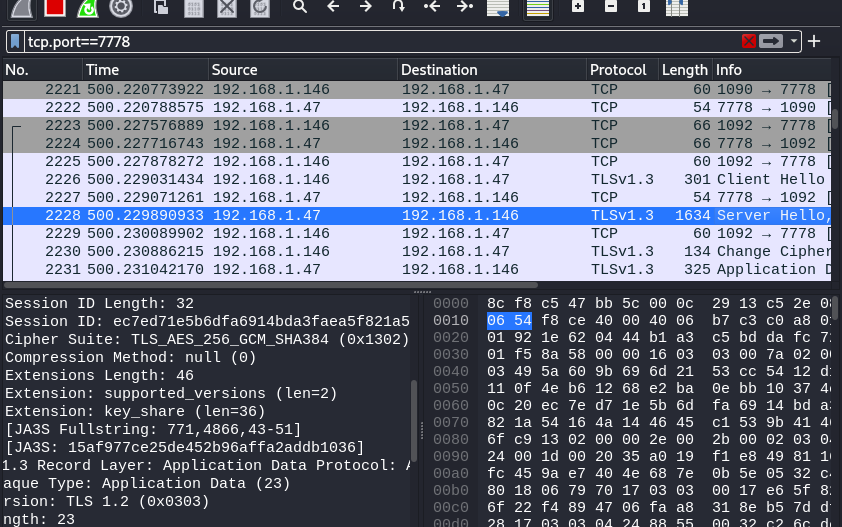 tcp.port==7778
No. Time Source Destination Protocol Length Info
2221 500.220773922 192.168.1.146 192.168.1.47 TCP 60 1090 → 7778 [
2222 500.220788575 192.168.1.47 192.168.1.146 TCP 54 7778 → 1090 [
2223 500.227576889 192.168.1.146 192.168.1.47 TCP 66 1092 → 7778 [
2224 500.227716743 192.168.1.47 192.168.1.146 TCP 66 7778 → 1092 [
2225 500.227878272 192.168.1.146 192.168.1.47 TCP 60 1092 → 7778 [
2226 500.229031434 192.168.1.146 192.168.1.47 TLSv1.3 301 Client Hello
2227 500.229071261 192.168.1.47 192.168.1.146 TCP 54 7778 → 1092 [
2228 500.229890933 192.168.1.47 192.168.1.146 TLSv1.3 1634 Server Hello,
2229 500.230089902 192.168.1.146 192.168.1.47 TCP 60 1092 → 7778 [
2230 500.230886215 192.168.1.146 192.168.1.47 TLSv1.3 134 Change Cipher
2231 500.231042170 192.168.1.47 192.168.1.146 TLSv1.3 325 Application D
Session ID Length: 32
Session ID: ec7ed71e5b6dfa6914bda3faea5f821a5
Cipher Suite: TLS_AES_256_GCM_SHA384 (0x1302)
Compression Method: null (0)
Extensions Length: 46
Extension: supported_versions (len=2)
Extension: key_share (len=36)
[JA3S Fullstring: 771,4866,43-51]
[JA3S: 15af977ce25de452b96affa2addb1036]
1.3 Record Layer: Application Data Protocol: A
aque Type: Application Data (23)
rsion: TLS 1.2 (0x0303)
ngth: 23
0000 8c f8 c5 47 bb 5c 00 0c 29 13 c5 2e 08
0010 06 54 f8 ce 40 00 40 06 b7 c3 c0 a8 01
0020 01 92 1e 62 04 44 b1 a3 c5 bd da fc 72
0030 01 f5 8a 58 00 00 16 03 03 00 7a 02 00
0040 03 49 5a 60 9b 69 6d 21 53 cc 54 12 d
0050 11 0f 4e b6 12 68 e2 ba 0e bb 10 37 4
0060 0c 20 ec 7e d7 1e 5b 6d fa 69 14 bd a3
0080 82 1a 54 16 4a 14 46 45 c1 53 9b 41 46
0080 6f c9 13 02 00 00 2e 00 2b 00 02 03 04
0090 24 00 1d 00 20 35 a0 19 f1 e8 49 81 16
00a0 fc 45 9a e7 40 4e 68 7e 0b 5e 05 32 c4
00b0 80 18 06 79 70 17 03 03 00 17 e6 5f 82
00c0 6f 22 f4 89 47 06 fa a8 31 8e b5 7d d
00d0 28 17 03 03 04 24 88 55 00 32 c2 6c d